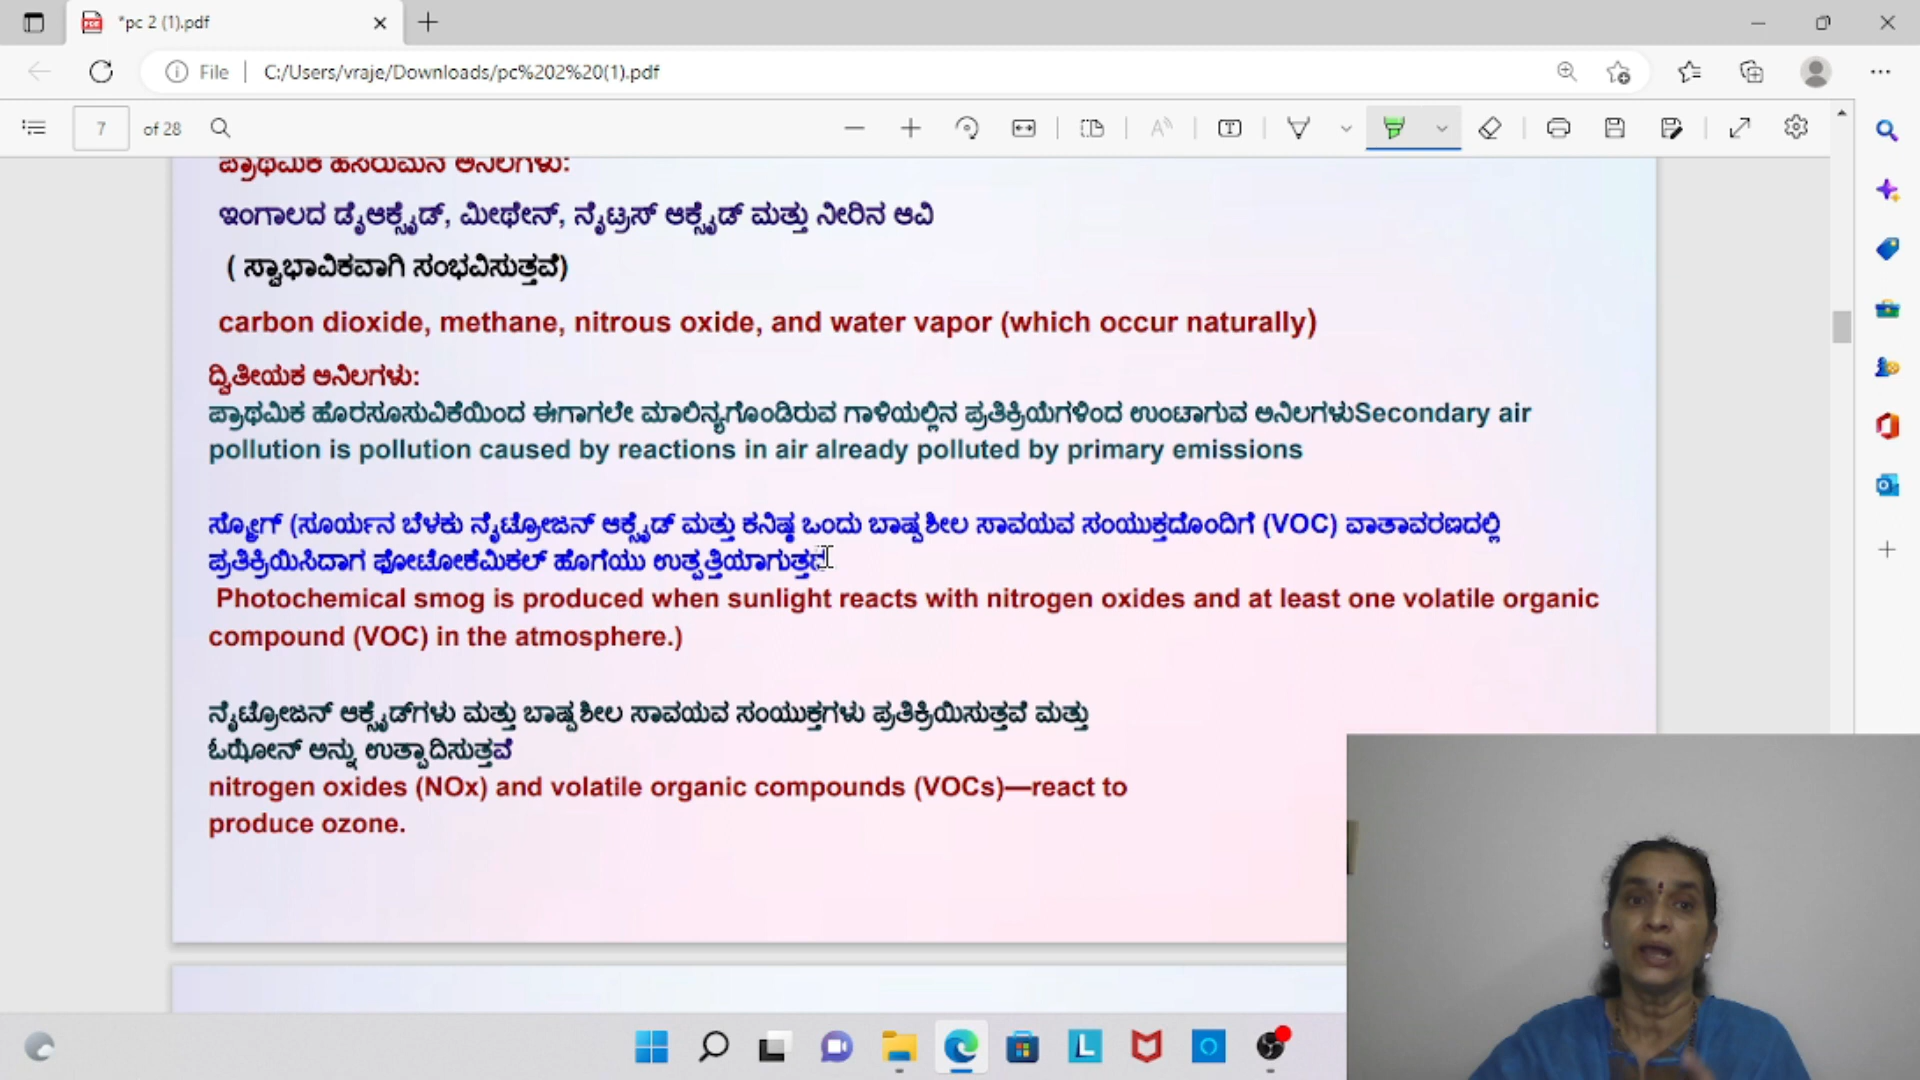 *pc 2 (1).pdf
File C:/Users/vraje/Downloads/pc%202%20(1).pdf
7 of 28
ಪ್ರಾಥಮಿಕ ಹಸಿರುಮನೆ ಅನಿಲಗಳು:
ಇಂಗಾಲದ ಡೈಆಕ್ಸೈಡ್, ಮೀಥೇನ್, ನೈಟ್ರಸ್ ಆಕ್ಸೈಡ್ ಮತ್ತು ನೀರಿನ ಆವಿ
( ಸ್ವಾಭಾವಿಕವಾಗಿ ಸಂಭವಿಸುತ್ತವೆ)
carbon dioxide, methane, nitrous oxide, and water vapor (which occur naturally)
ದ್ವಿತೀಯಕ ಅನಿಲಗಳು:
ಪ್ರಾಥಮಿಕ ಹೊರಸೂಸುವಿಕೆಯಿಂದ ಈಗಾಗಲೇ ಮಾಲಿನ್ಯಗೊಂಡಿರುವ ಗಾಳಿಯಲ್ಲಿನ ಪ್ರತಿಕ್ರಿಯೆಗಳಿಂದ ಉಂಟಾಗುವ ಅನಿಲಗಳುSecondary air
pollution is pollution caused by reactions in air already polluted by primary emissions
ಸ್ಮೋಗ್ (ಸೂರ್ಯನ ಬೆಳಕು ನೈಟ್ರೋಜನ್ ಆಕ್ಸೈಡ್ ಮತ್ತು ಕನಿಷ್ಠ ಒಂದು ಬಾಷ್ಪಶೀಲ ಸಾವಯವ ಸಂಯುಕ್ತದೊಂದಿಗೆ (VOC) ವಾತಾವರಣದಲ್ಲಿ
ಪ್ರತಿಕ್ರಿಯಿಸಿದಾಗ ಫೋಟೋಕೆಮಿಕಲ್ ಹೊಗೆಯು
Photochemical smog is produced when sunlight reacts with nitrogen oxides and at least one volatile organic
compound (VOC) in the atmosphere.)
ನೈಟ್ರೋಜನ್ ಆಕ್ಸೈಡ್‌ಗಳು ಮತ್ತು ಬಾಷ್ಪಶೀಲ ಸಾವಯವ ಸಂಯುಕ್ತಗಳು ಪ್ರತಿಕ್ರಿಯಿಸುತ್ತವೆ ಮತ್ತು
ಓಝೋನ್ ಅನ್ನು ಉತ್ಪಾದಿಸುತ್ತವೆ
nitrogen oxides (NOx) and volatile organic compounds (VOCs)—react to
produce ozone.